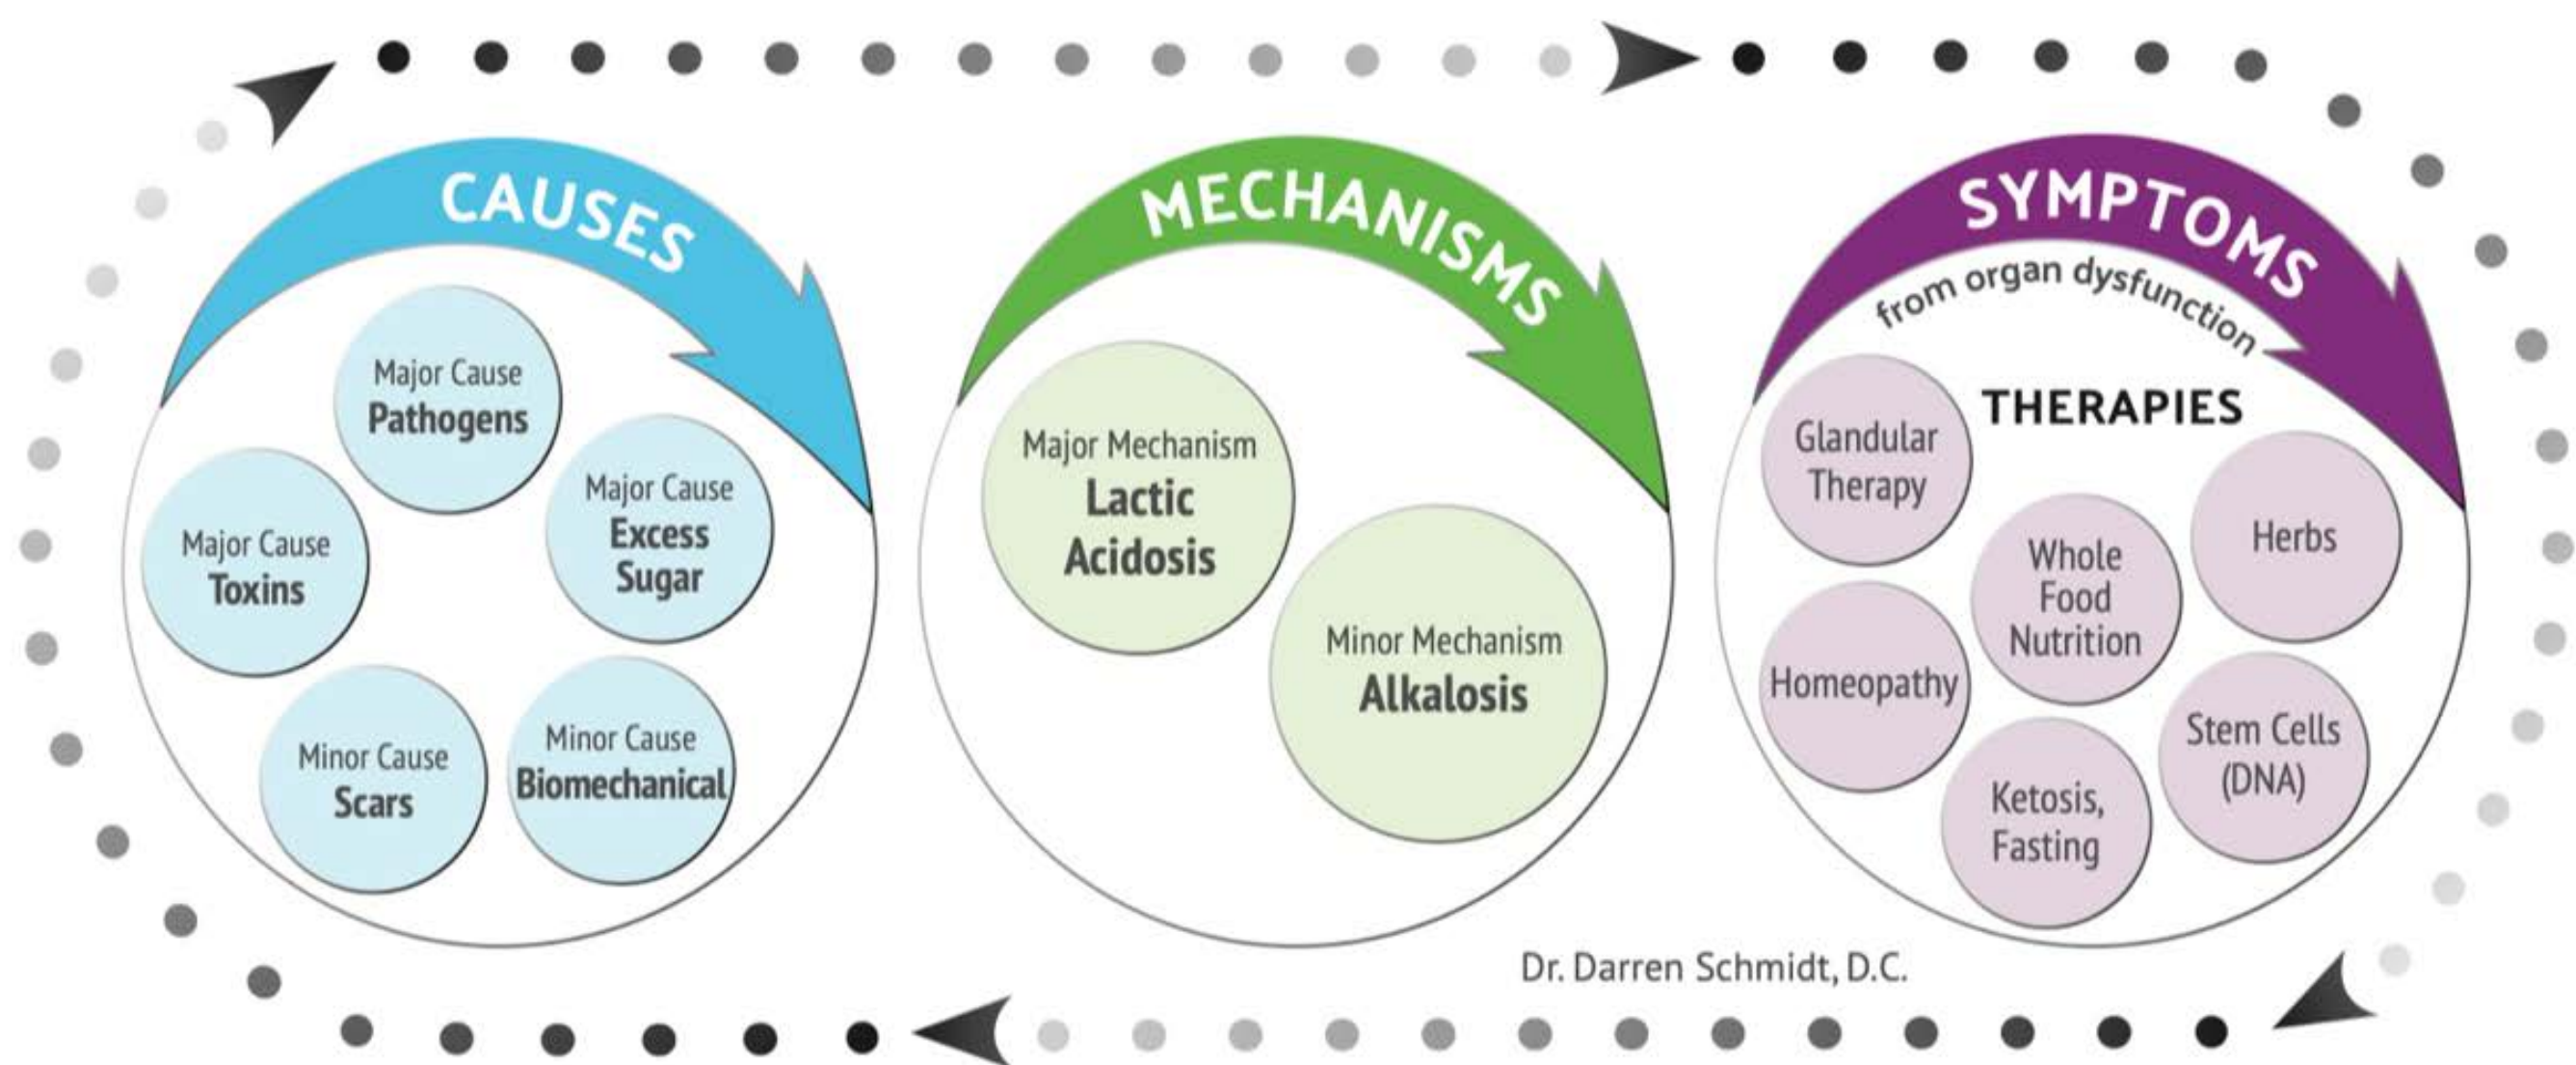 CAUSES
Major Cause
Pathogens
Major Cause
Excess
Sugar
Major Cause
Toxins
Minor Cause
Scars
Minor Cause
Biomechanical
MECHANISMS
Major Mechanism
Lactic
Acidosis
Minor Mechanism
Alkalosis
SYMPTOMS
from organ dysfunction
THERAPIES
Glandular
Therapy
Herbs
Whole
Food
Nutrition
Homeopathy
Stem Cells
(DNA)
Ketosis,
Fasting
Dr. Darren Schmidt, D.C.